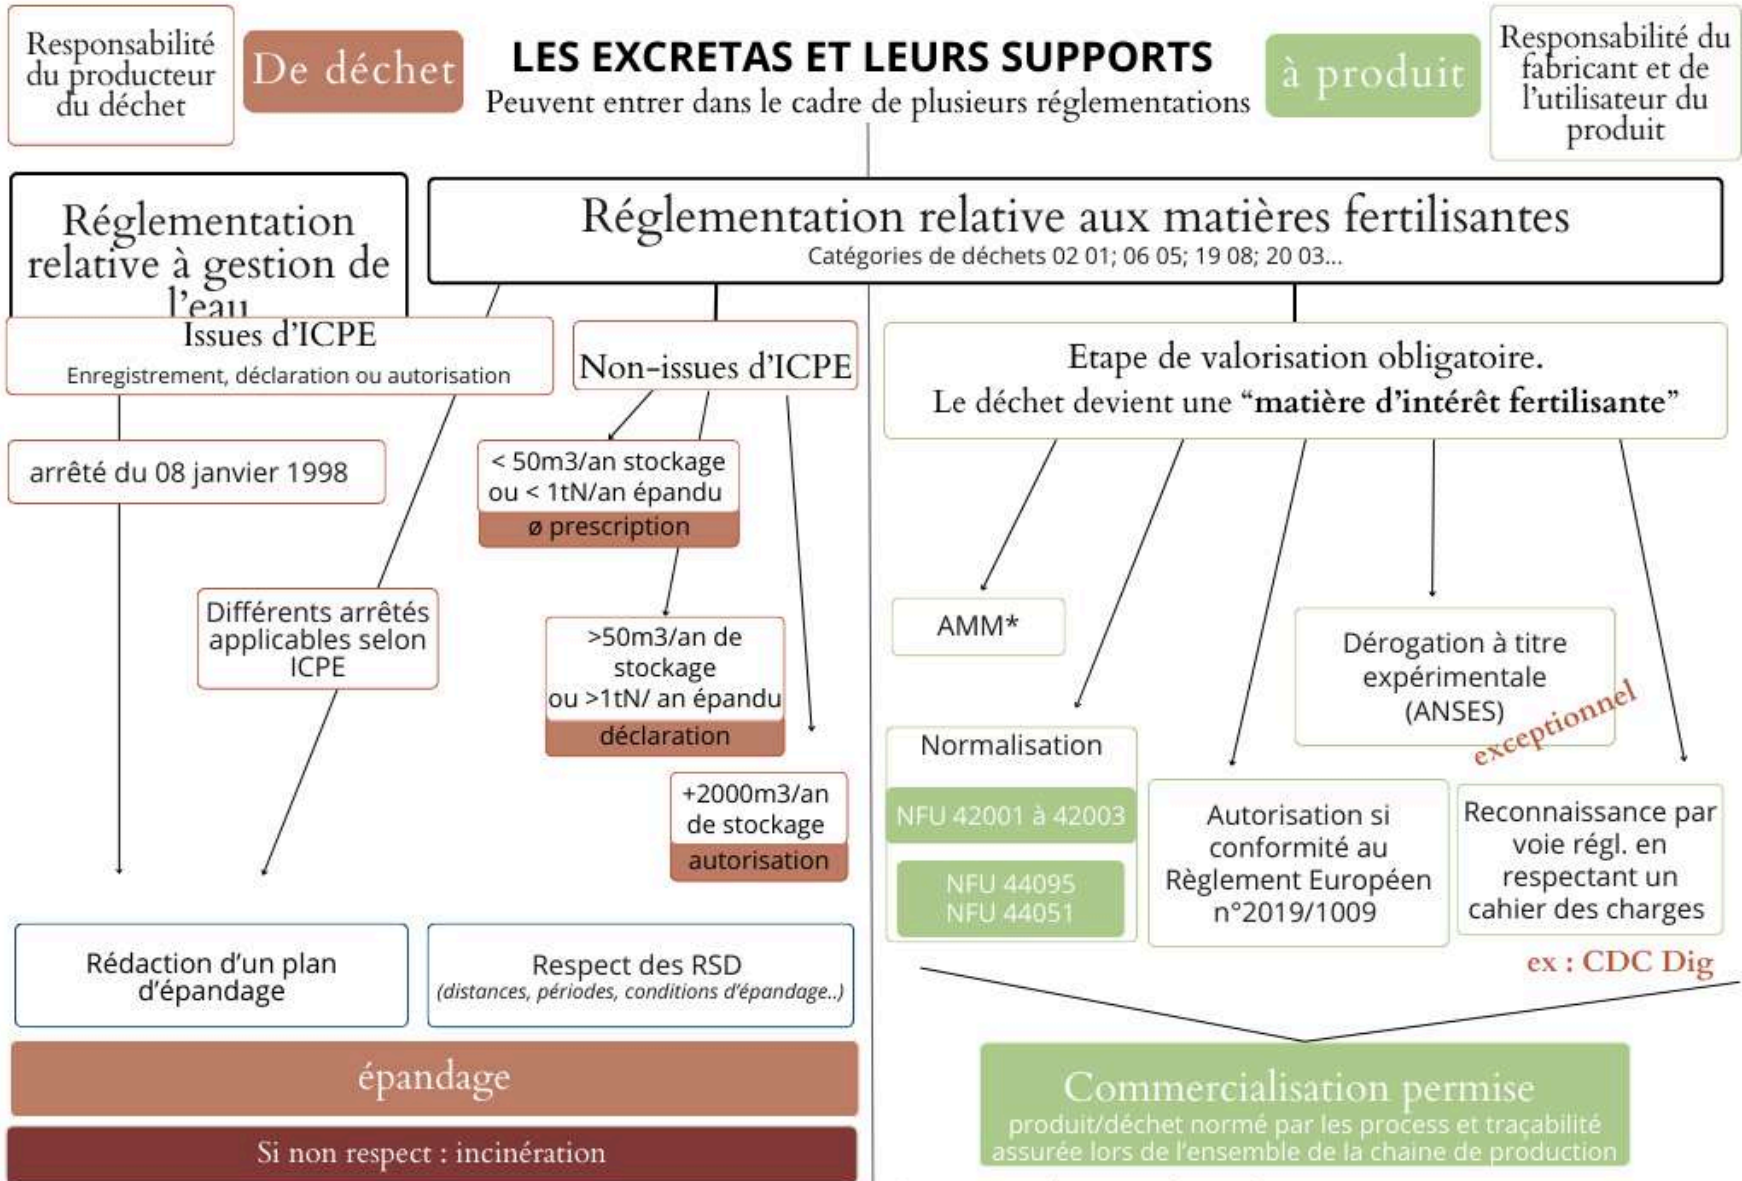 Responsabilité
du producteur
du déchet
De déchet
LES EXCRETAS ET LEURS SUPPORTS
Peuvent entrer dans le cadre de plusieurs réglementations
à produit
Responsabilité du
fabricant et de
l'utilisateur du
produit
Réglementation
relative à gestion de
l'eau
Réglementation relative aux matières fertilisantes
Catégories de déchets 02 01; 06 05; 19 08; 20 03...
Issues d'ICPE
Enregistrement, déclaration ou autorisation
Non-issues d'ICPE
Etape de valorisation obligatoire.
Le déchet devient une “matière d'intérêt fertilisante”
arrêté du 08 janvier 1998
< 50m3/an stockage
ou < 1tN/an épandu
ø prescription
Différents arrêtés
applicables selon
ICPE
>50m3/an de
stockage
ou >1tN/ an épandu
déclaration
+2000m3/an
de stockage
autorisation
AMM*
Normalisation
NFU 42001 à 42003
NFU 44095
NFU 44051
Autorisation si
conformité au
Règlement Européen
n°2019/1009
Dérogation à titre
expérimentale
(ANSES)
exceptionnel
Reconnaissance par
voie régl. en
respectant un
cahier des charges
ex : CDC Dig
Rédaction d'un plan
d'épandage
Respect des RSD
(distances, périodes, conditions d'épandage..)
épandage
Si non respect : incinération
Commercialisation permise
produit/déchet normé par les process et traçabilité
assurée lors de l'ensemble de la chaine de production